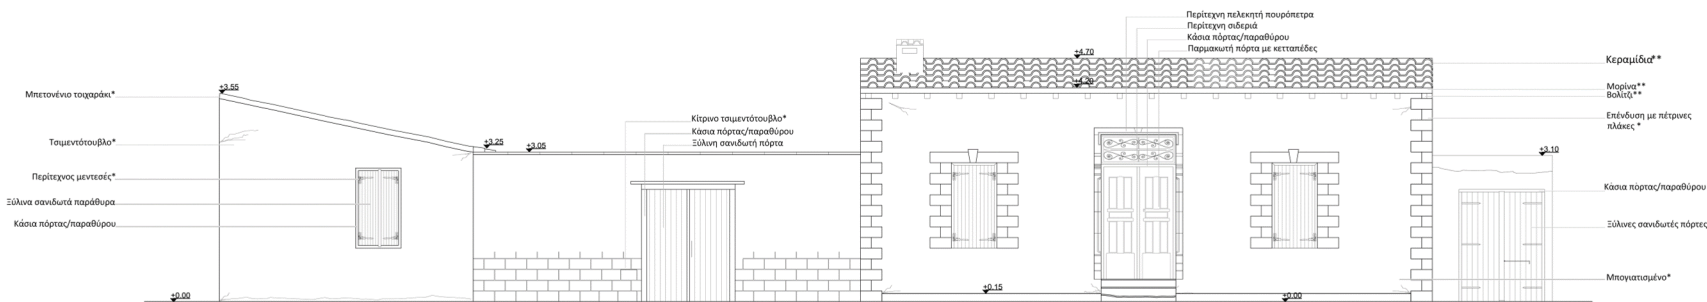 Περίτεχνη πελεκητή πουρόπετρα
Περίτεχνη σιδεριά
Κάσια πόρτας/παραθύρου
Παρμακωτή πόρτα με κετταπέδες
+4.70
Κεραμίδια**
+4.20
Μορίνα**
Βολίτζι**
+3.55
Μπετονένιο τοιχαράκι*
Επένδυση με πέτρινες
πλάκες *
Κίτρινο τσιμεντότουβλο*
Κάσια πόρτας/παραθύρου
Ξύλινη σανιδωτή πόρτα
Τσιμεντότουβλο*
+3.25
+3.05
+3.10
Περίτεχνος μεντεσές*
Κάσια πόρτας/παραθύρου
Ξύλινα σανιδωτά παράθυρα
Κάσια πόρτας/παραθύρου
Ξύλινες σανιδωτές πόρτες
Μπογιατισμένο*
+0.15
+0.00
+0.00